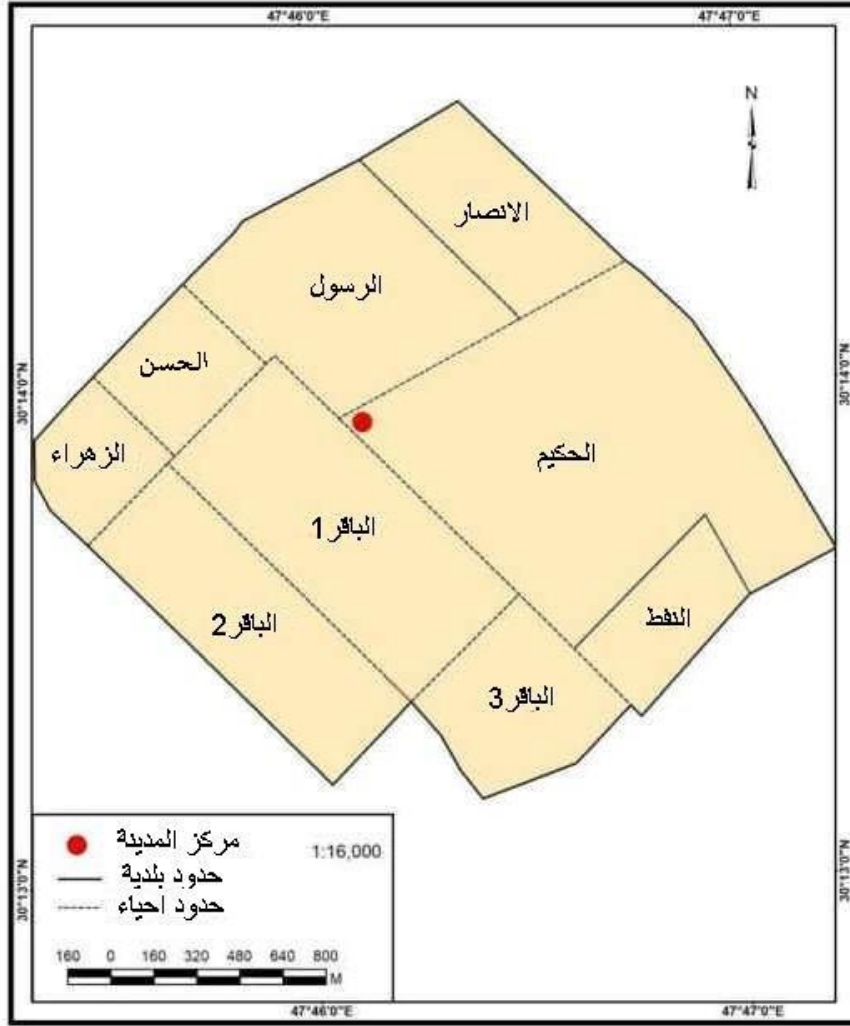 47°46'0"E
47°47'0"E
N
الانصار
الرسول
الحسن
30°14'0"N
30°14'0"N
الزهراء
الحكيم
الباقر1
الباقر2
النفط
الباقر3
مركز المدينة
1:16,000
حدود بلدية
حدود احياء
30°13'0"N
30°13'0"N
160 0 160 320 480 640 800
M
47°46'0"E
47°47'0"E